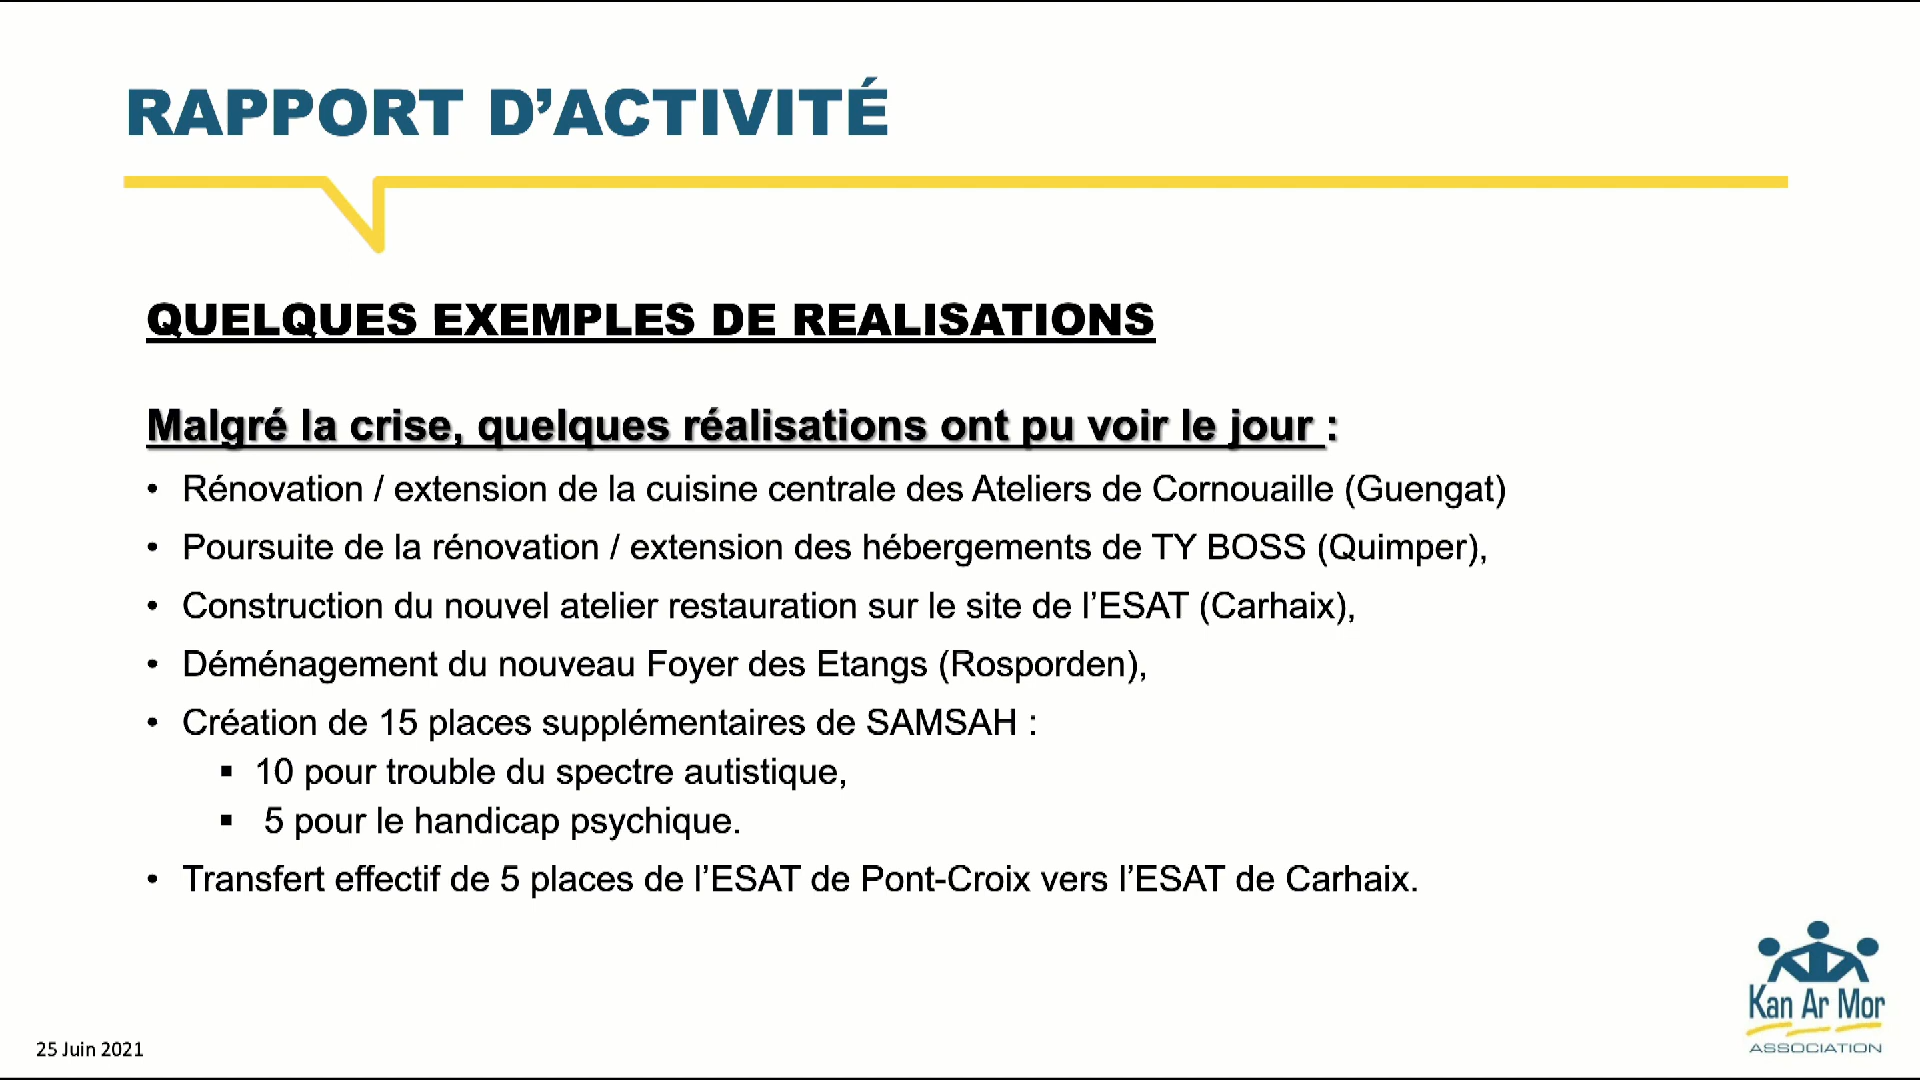 RAPPORT D’ACTIVITÉ
QUELQUES EXEMPLES DE REALISATIONS
Malgré la crise, quelques réalisations ont pu voir le jour :
• Rénovation / extension de la cuisine centrale des Ateliers de Cornouaille (Guengat)
• Poursuite de la rénovation / extension des hébergements de TY BOSS (Quimper),
• Construction du nouvel atelier restauration sur le site de l’ESAT (Carhaix),
• Déménagement du nouveau Foyer des Etangs (Rosporden),
• Création de 15 places supplémentaires de SAMSAH :
▪ 10 pour trouble du spectre autistique,
▪ 5 pour le handicap psychique.
• Transfert effectif de 5 places de l’ESAT de Pont-Croix vers l’ESAT de Carhaix.
Kan Ar Mor
ASSOCIATION
25 Juin 2021